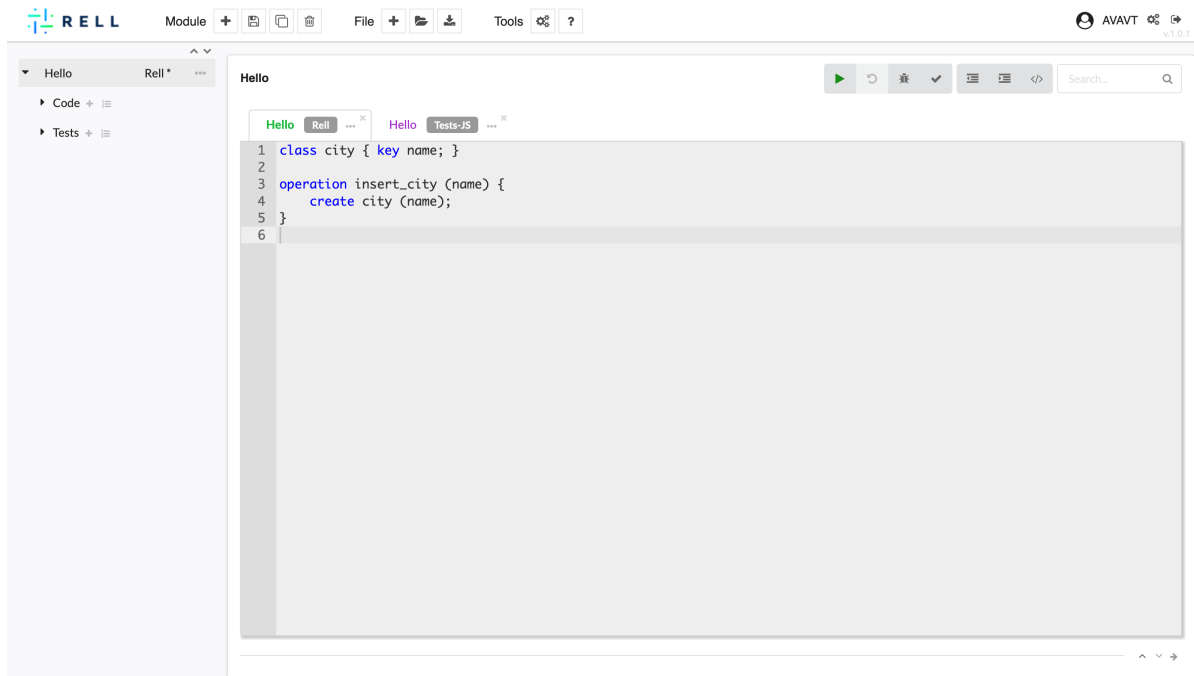 RELL Module File Tools ? AVAVT
v.1.0.1
Hello Rell *
Code
Tests
Hello Search...
Hello Rell Hello Tests-JS
1 class city { key name; }
2
3 operation insert_city (name) {
4 create city (name);
5 }
6